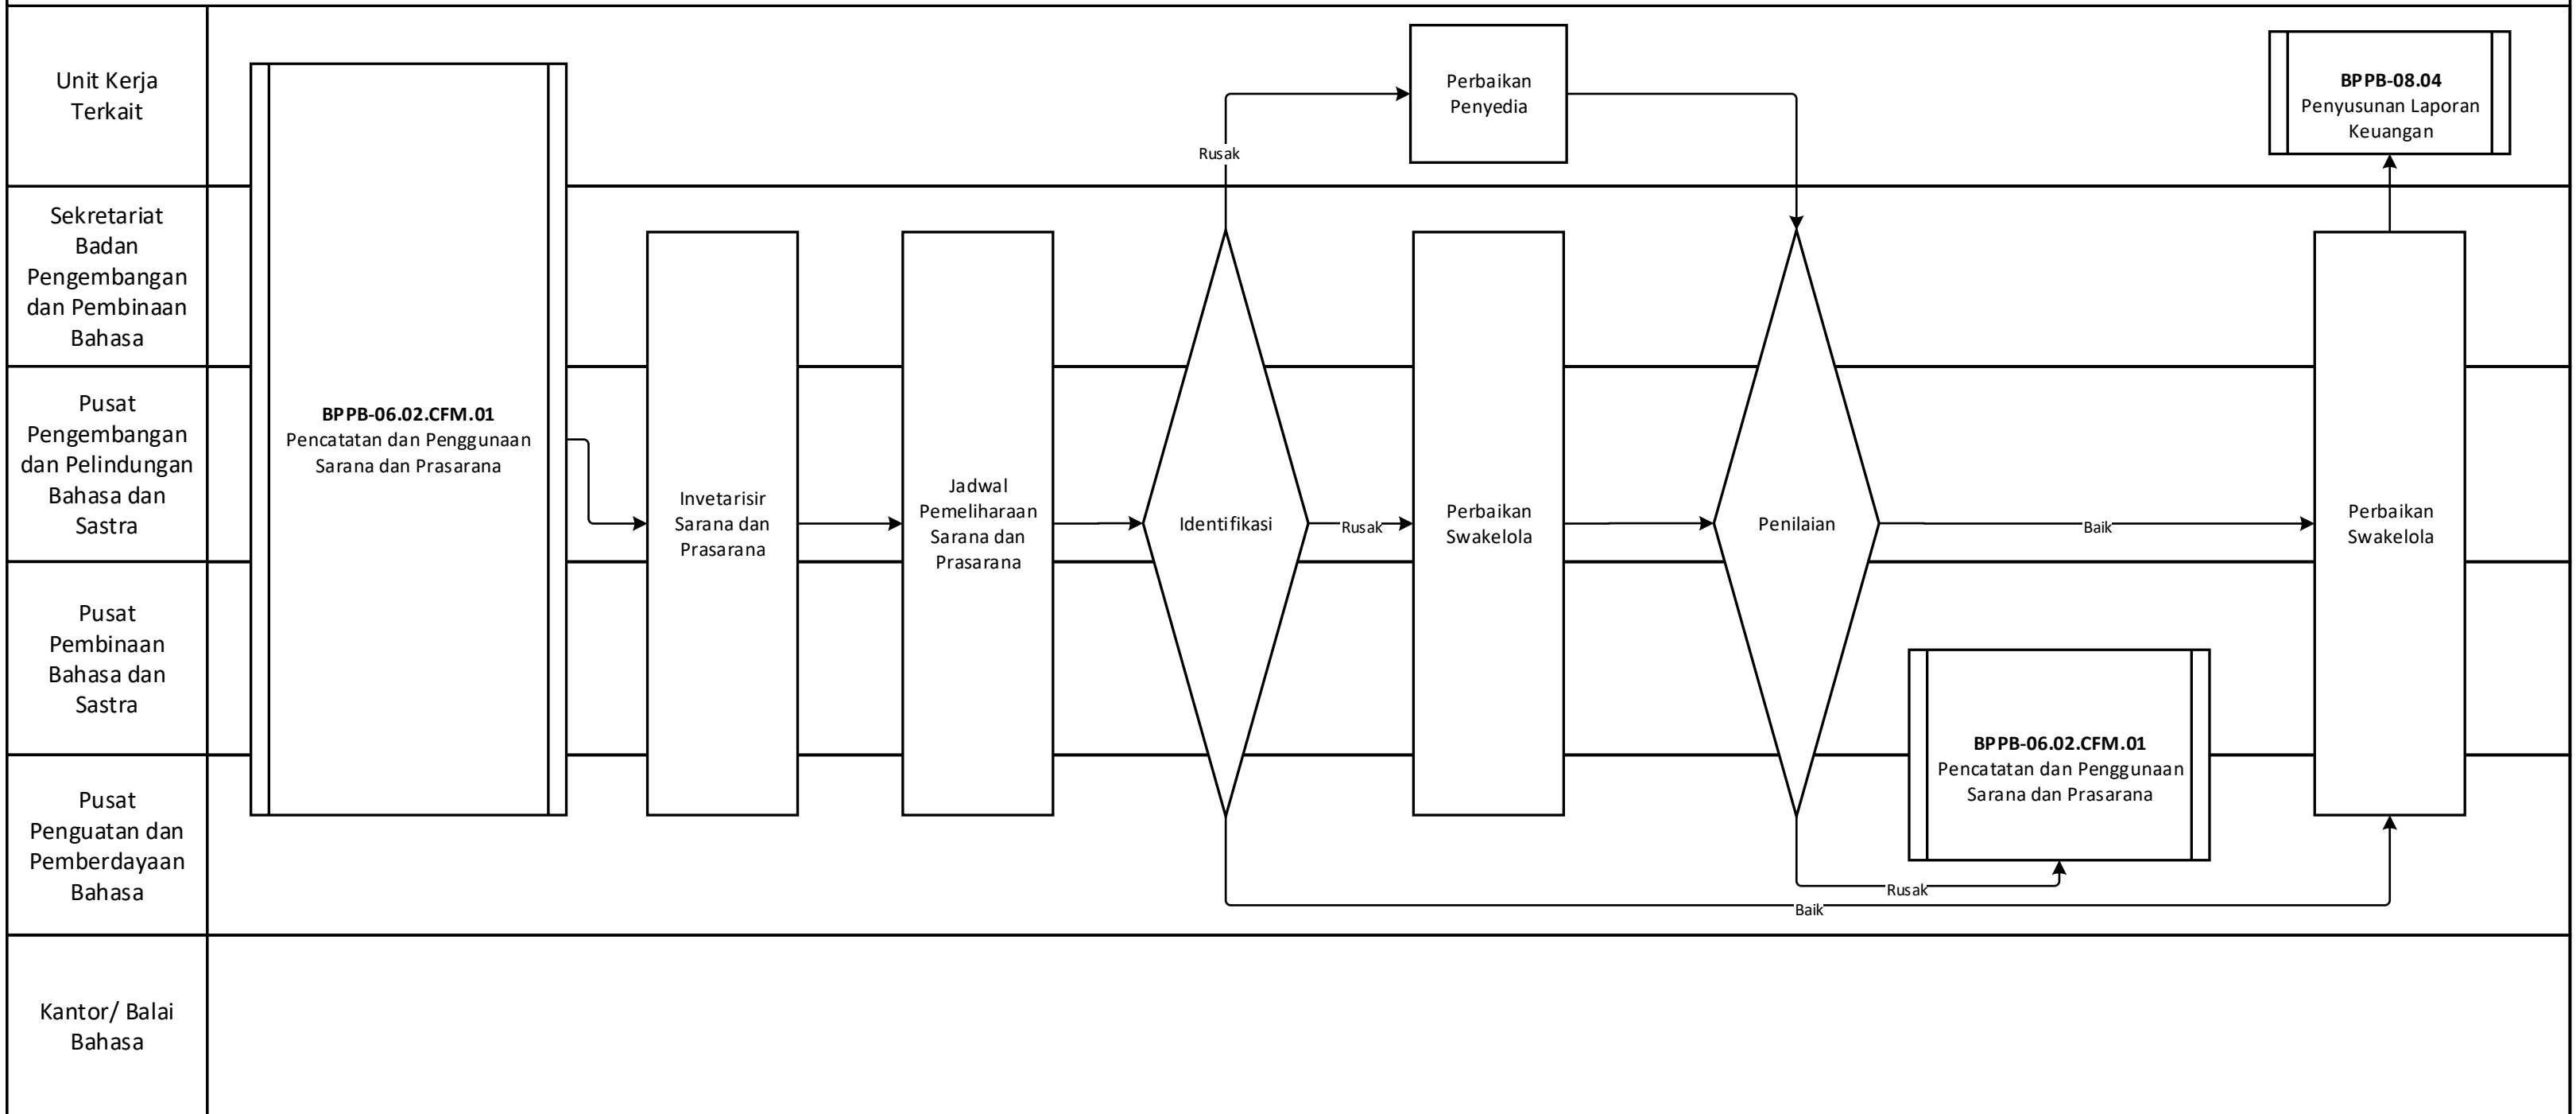 Unit Kerja
Terkait
Sekretariat
Badan
Pengembangan
dan Pembinaan
Bahasa
Pusat
Pengembangan
dan Pelindungan
Bahasa dan
Sastra
Pusat
Pembinaan
Bahasa dan
Sastra
Pusat
Penguatan dan
Pemberdayaan
Bahasa
Kantor/ Balai
Bahasa
BPPB-06.02.CFM.01
Pencatatan dan Penggunaan
Sarana dan Prasarana
Invetarisir
Sarana dan
Prasarana
Jadwal
Pemeliharaan
Sarana dan
Prasarana
Identifikasi
Rusak
Perbaikan
Penyedia
Rusak
Perbaikan
Swakelola
Penilaian
Baik
Rusak
BPPB-06.02.CFM.01
Pencatatan dan Penggunaan
Sarana dan Prasarana
Baik
Perbaikan
Swakelola
BPPB-08.04
Penyusunan Laporan
Keuangan